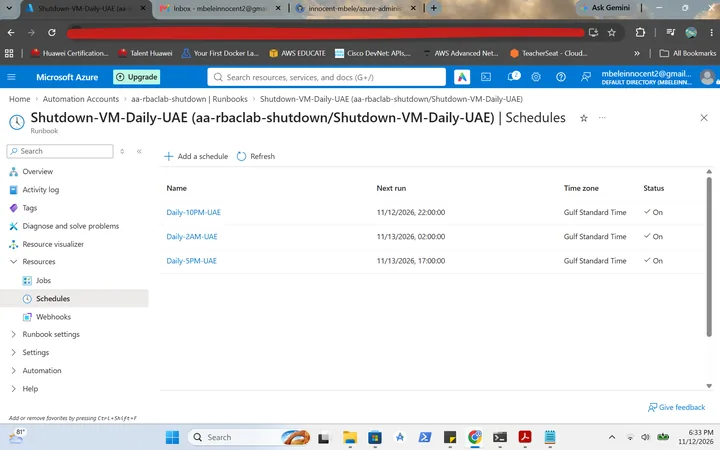 Shutdown-VM-Daily-UAE (aa-rb
Inbox - mbeleinnocent2@gmai
innocent-mbele/azure-adminis
Ask Gemini
Huawei Certification...
Talent Huawei
Your First Docker La...
AWS EDUCATE
Cisco DevNet: APIs,...
AWS Advanced Net...
TeacherSeat - Cloud...
All Bookmarks
Microsoft Azure
Upgrade
Search resources, services, and docs (G+/)
mbeleinnocent2@gmail....
DEFAULT DIRECTORY (MBELEINNO...
Home > Automation Accounts > aa-rbaclab-shutdown | Runbooks > Shutdown-VM-Daily-UAE (aa-rbaclab-shutdown/Shutdown-VM-Daily-UAE)
Shutdown-VM-Daily-UAE (aa-rbaclab-shutdown/Shutdown-VM-Daily-UAE) | Schedules
Runbook
Search
Overview
Activity log
Tags
Diagnose and solve problems
Resource visualizer
Resources
Jobs
Schedules
Webhooks
Runbook settings
Settings
Automation
Help
Add or remove favorites by pressing Ctrl+Shift+F
Add a schedule
Refresh
Name Next run Time zone Status
Daily-10PM-UAE 11/12/2026, 22:00:00 Gulf Standard Time On
Daily-2AM-UAE 11/13/2026, 02:00:00 Gulf Standard Time On
Daily-5PM-UAE 11/13/2026, 17:00:00 Gulf Standard Time On
Give feedback
81°
Search
6:33 PM
11/12/2026